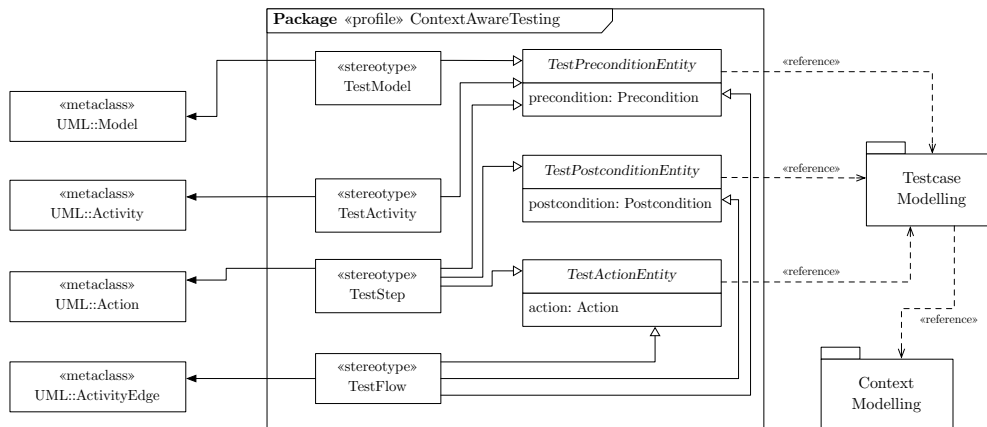 Package «profile» ContextAwareTesting
«metaclass»
UML::Model
«metaclass»
UML::Activity
«metaclass»
UML::Action
«metaclass»
UML::ActivityEdge
«stereotype»
TestModel
«stereotype»
TestActivity
«stereotype»
TestStep
«stereotype»
TestFlow
TestPreconditionEntity
precondition: Precondition
TestPostconditionEntity
postcondition: Postcondition
TestActionEntity
action: Action
«reference»
«reference»
«reference»
Testcase
Modelling
«reference»
Context
Modelling